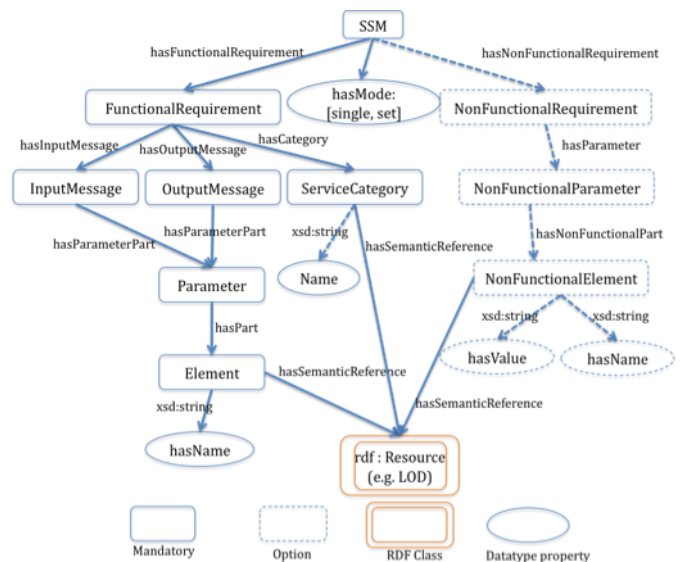 SSM
hasFunctionalRequirement
hasNonFunctionalRequirement
hasMode:
[single, set]
FunctionalRequirement
NonFunctionalRequirement
hasInputMessage
hasOutputMessage
hasCategory
hasParameter
InputMessage
OutputMessage
ServiceCategory
NonFunctionalParameter
hasParameterPart
hasParameterPart
xsd:string
hasSemanticReference
hasNonFunctionalPart
Parameter
Name
NonFunctionalElement
hasPart
xsd:string
xsd:string
Element
hasSemanticReference
hasValue
hasName
xsd:string
hasSemanticReference
hasName
rdf : Resource
(e.g. LOD)
Mandatory
Option
RDF Class
Datatype property